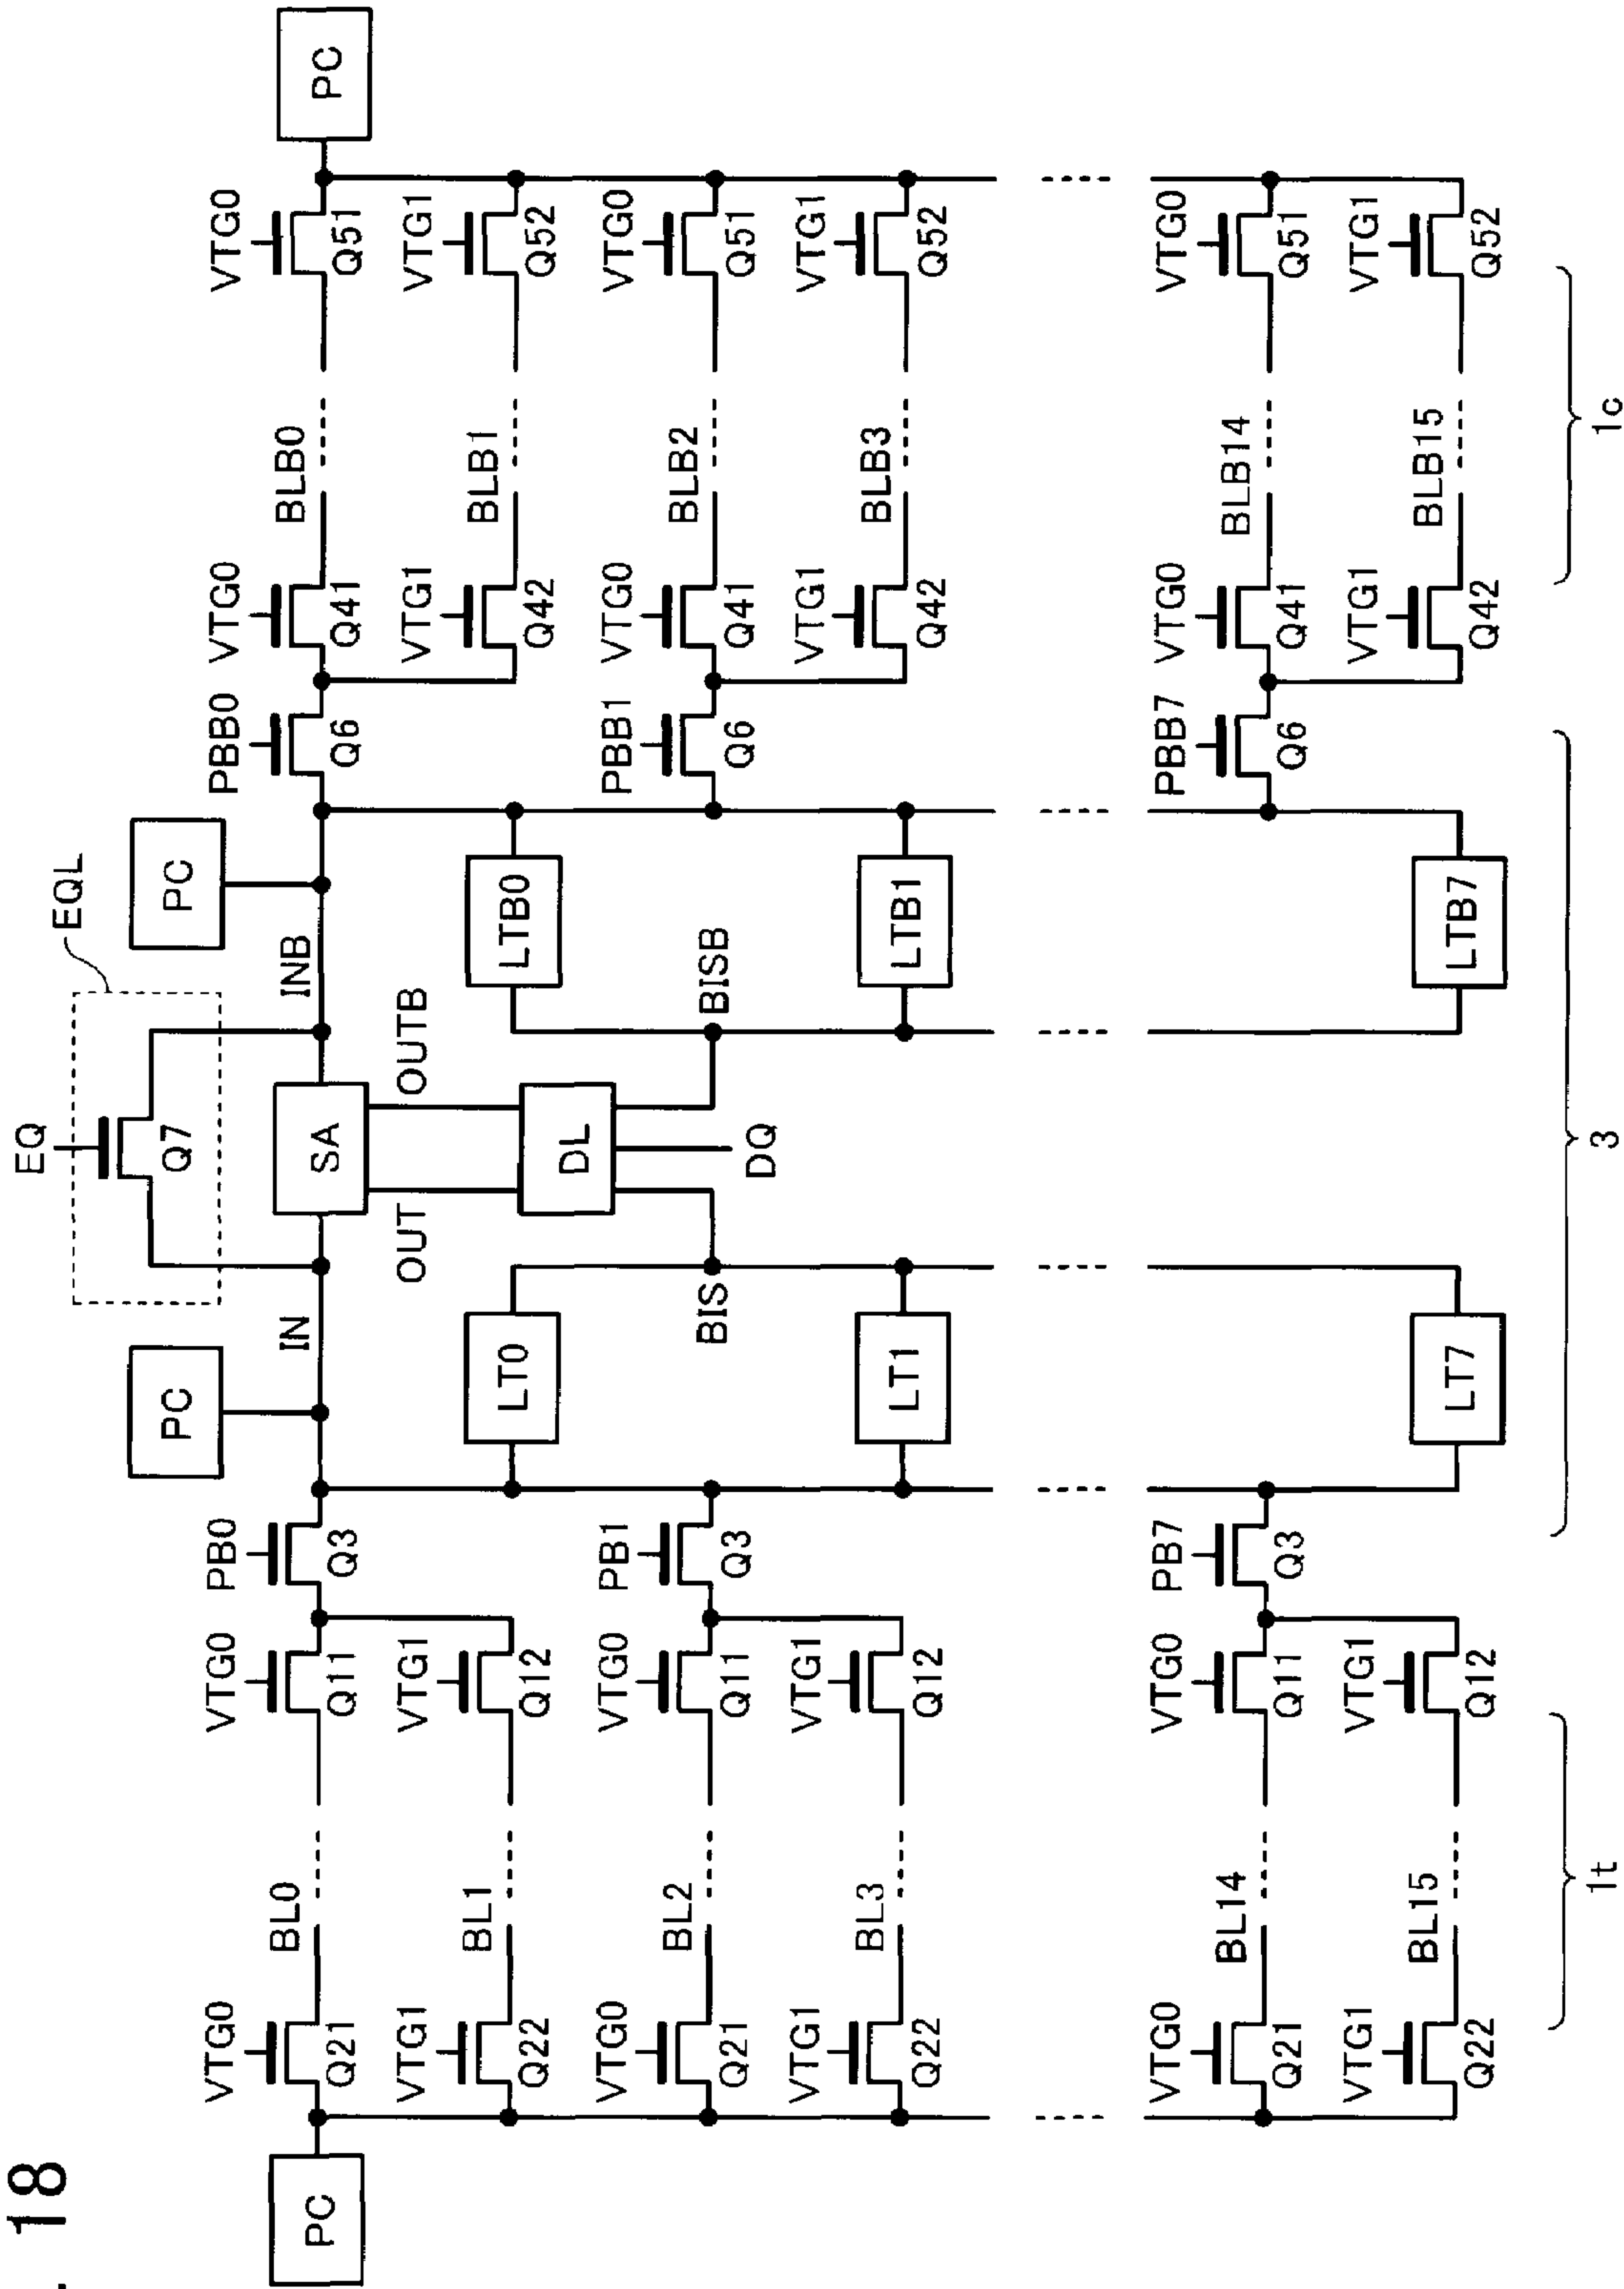 . 18
EQ
EQL
PC Q7 PC
VTG0 VTG0 PB0 PBB0 VTG0 VTG0
BL0 IN INB BLB0
PC SA PC
Q21 Q11 Q3 Q6 Q41 Q51
VTG1 VTG1 OUT OUTB VTG1 VTG1
BL1 BLB1
LT0 LTB0
Q22 Q12 Q42 Q52
DL
VTG0 VTG0 PB1 PBB1 VTG0 VTG0
BL2 BLB2
BIS BISB
Q21 Q11 Q3 Q6 Q41 Q51
DQ
VTG1 VTG1 VTG1 VTG1
BL3 BLB3
LT1 LTB1
Q22 Q12 Q42 Q52
VTG0 VTG0 PB7 PBB7 VTG0 VTG0
BL14 BLB14
Q21 Q11 Q3 Q6 Q41 Q51
VTG1 VTG1 VTG1 VTG1
BL15 BLB15
LT7 LTB7
Q22 Q12 Q42 Q52
1t 3 1c